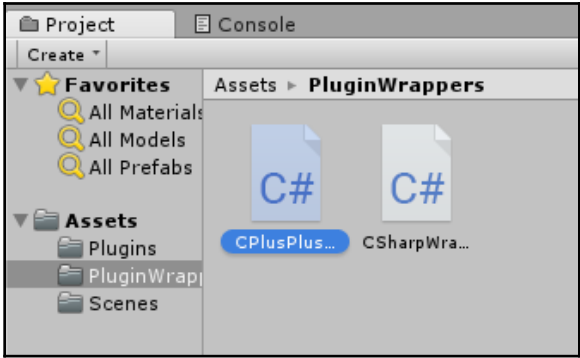 Project
Console
Create
Favorites
All Materials
All Models
All Prefabs
Assets
Plugins
PluginWrapp
Scenes
Assets ▸ PluginWrappers
C#
C#
CPlusPlus...
CSharpWra...